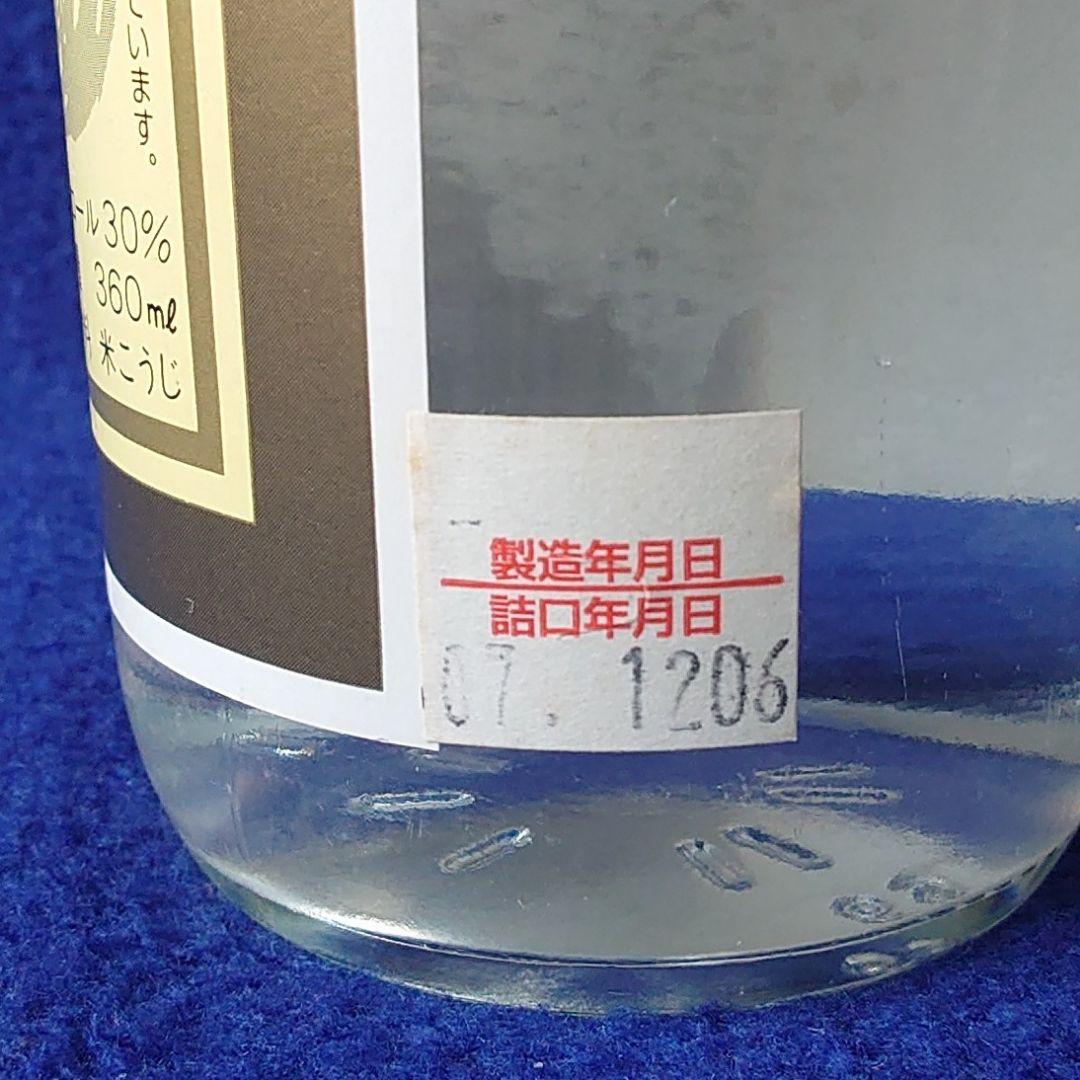 います。
ール30%
360ml
米こうじ
製造年月日
詰口年月日
07. 1206